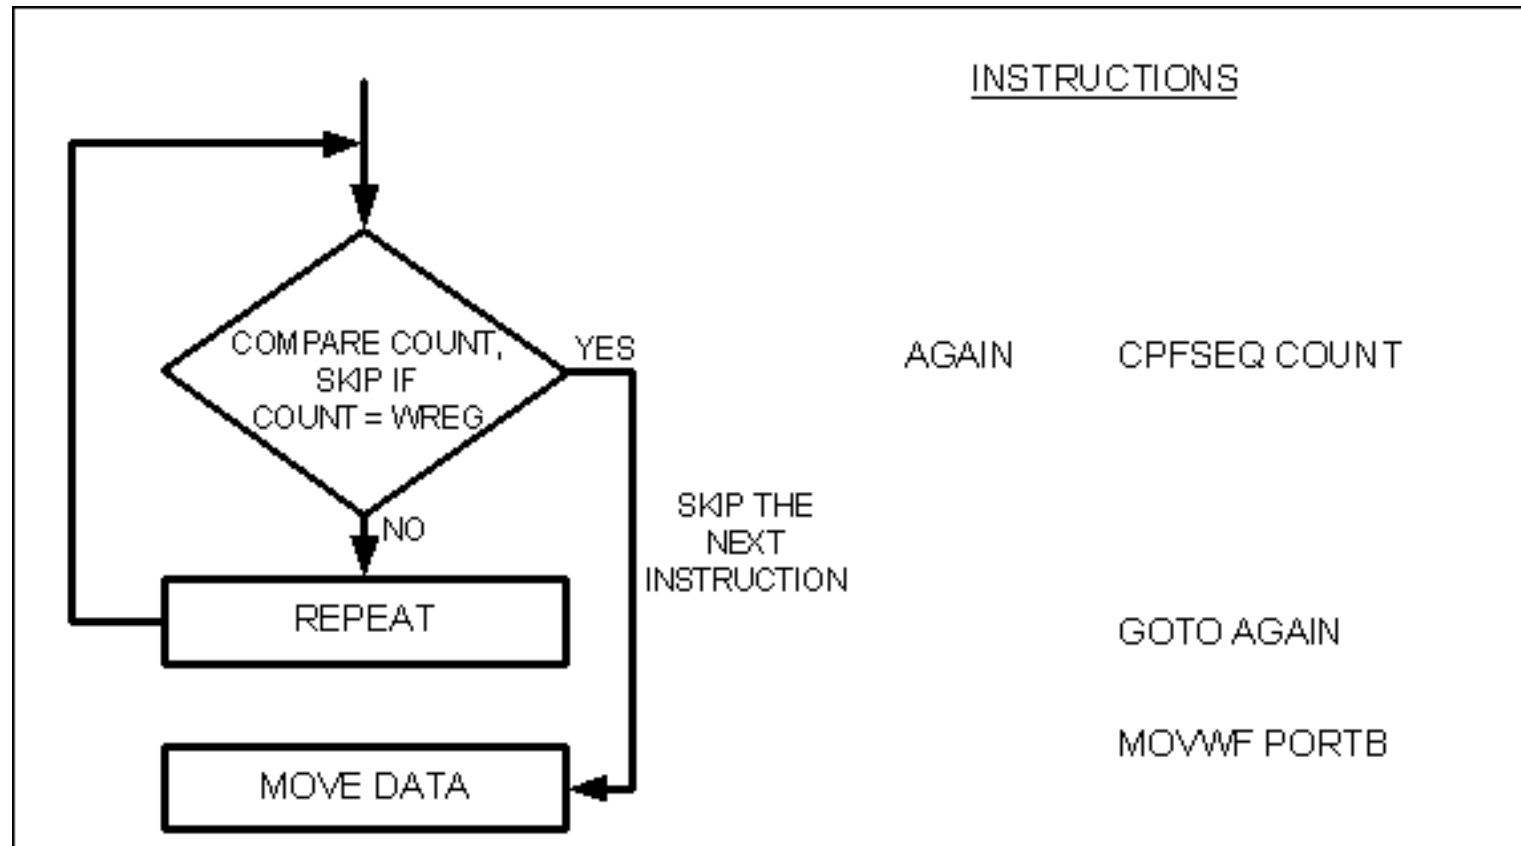 INSTRUCTIONS
COMPARE COUNT,
SKIP IF
COUNT = WREG
YES
AGAIN CPFSEQ COUNT
NO
SKIP THE
NEXT
INSTRUCTION
REPEAT
GOTO AGAIN
MOVE DATA
MOVWF PORTB